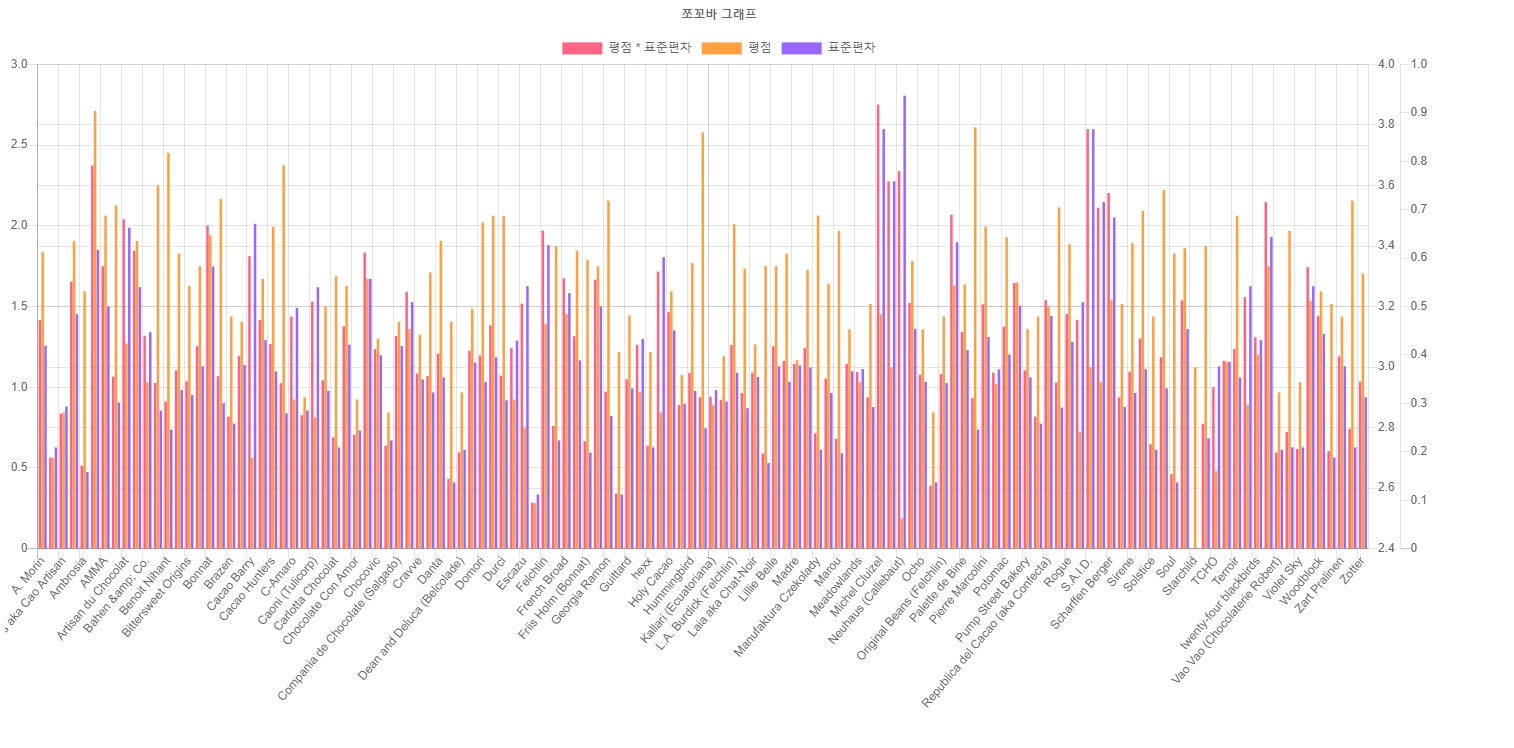 쪼꼬바 그래프
평점 * 표준편차 평점 표준편차
3.0
2.5
2.0
1.5
1.0
0.5
0
4.0
3.8
3.6
3.4
3.2
3.0
2.8
2.6
2.4
1.0
0.9
0.8
0.7
0.6
0.5
0.4
0.3
0.2
0.1
0
A. Morin
s aka Cao Artisan
Ambrosia
AMMA
Artisan du Chocolat
Bahen &amp; Co.
Benoit Nihant
Bittersweet Origins
Bonnat
Brazen
Cacao Barry
Cacao Hunters
C-Amaro
Caoni (Tulicorp)
Carlotta Chocolat
Chocolate Con Amor
Chocovic
Compania de Chocolate (Salgado)
Cravve
Danta
Dean and Deluca (Belcolade)
Domori
Durci
Escazu
Felchlin
French Broad
Friis Holm (Bonnat)
Georgia Ramon
Guittard
hexx
Holy Cacao
Hummingbird
Kallari (Ecuatoriana)
L.A. Burdick (Felchlin)
Laia aka Chat-Noir
Lillie Belle
Madre
Manufaktura Czekolady
Marou
Meadowlands
Michel Cluizel
Neuhaus (Callebaut)
Ocho
Original Beans (Felchlin)
Palette de Bine
Pierre Marcolini
Potomac
Pump Street Bakery
Republica del Cacao (aka Confecta)
Rogue
S.A.I.D.
Scharffen Berger
Sirene
Solstice
Soul
Starchild
TCHO
Terroir
twenty-four blackbirds
Vao Vao (Chocolaterie Robert)
Violet Sky
Woodblock
Zart Pralinen
Zotter